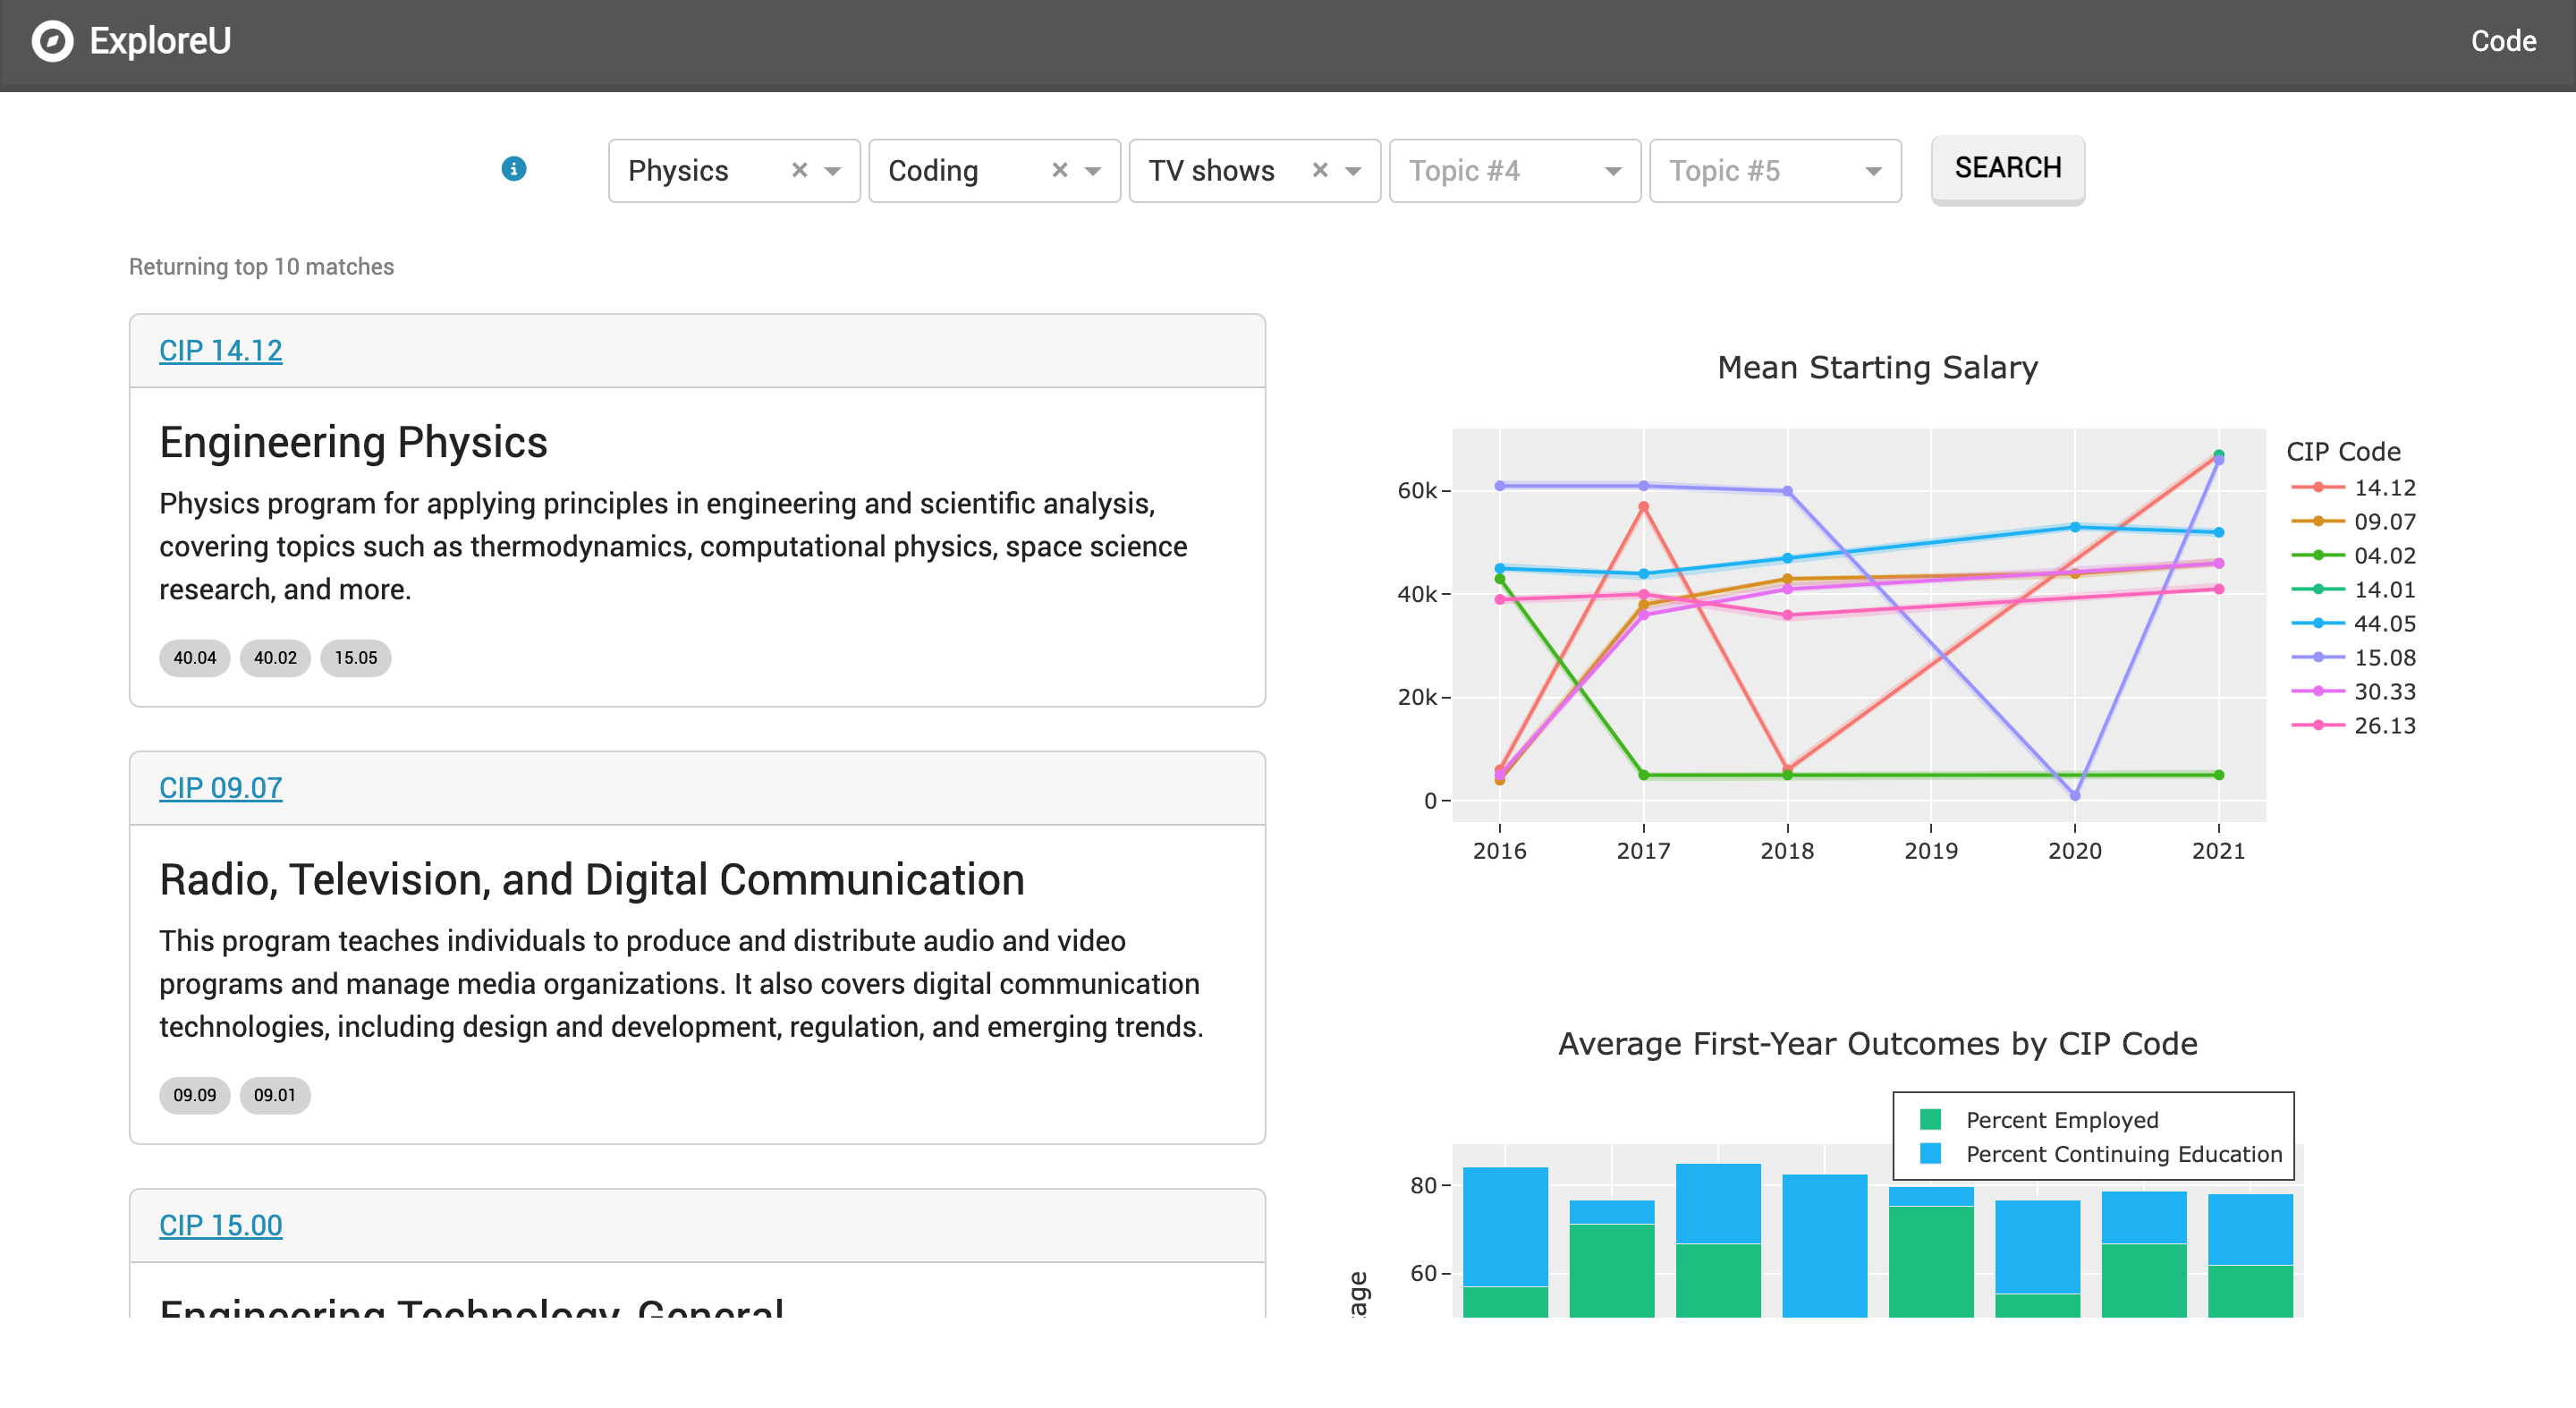 ExploreU
Code
Physics
Coding
TV shows
Topic #4
Topic #5
SEARCH
Returning top 10 matches
CIP 14.12
Engineering Physics
Physics program for applying principles in engineering and scientific analysis,
covering topics such as thermodynamics, computational physics, space science
research, and more.
40.04 40.02 15.05
CIP 09.07
Radio, Television, and Digital Communication
This program teaches individuals to produce and distribute audio and video
programs and manage media organizations. It also covers digital communication
technologies, including design and development, regulation, and emerging trends.
09.09 09.01
CIP 15.00
Engineering Technology, General
Mean Starting Salary
60k
40k
20k
0
2016 2017 2018 2019 2020 2021
CIP Code
14.12
09.07
04.02
14.01
44.05
15.08
30.33
26.13
Average First-Year Outcomes by CIP Code
Percent Employed
Percent Continuing Education
80
60